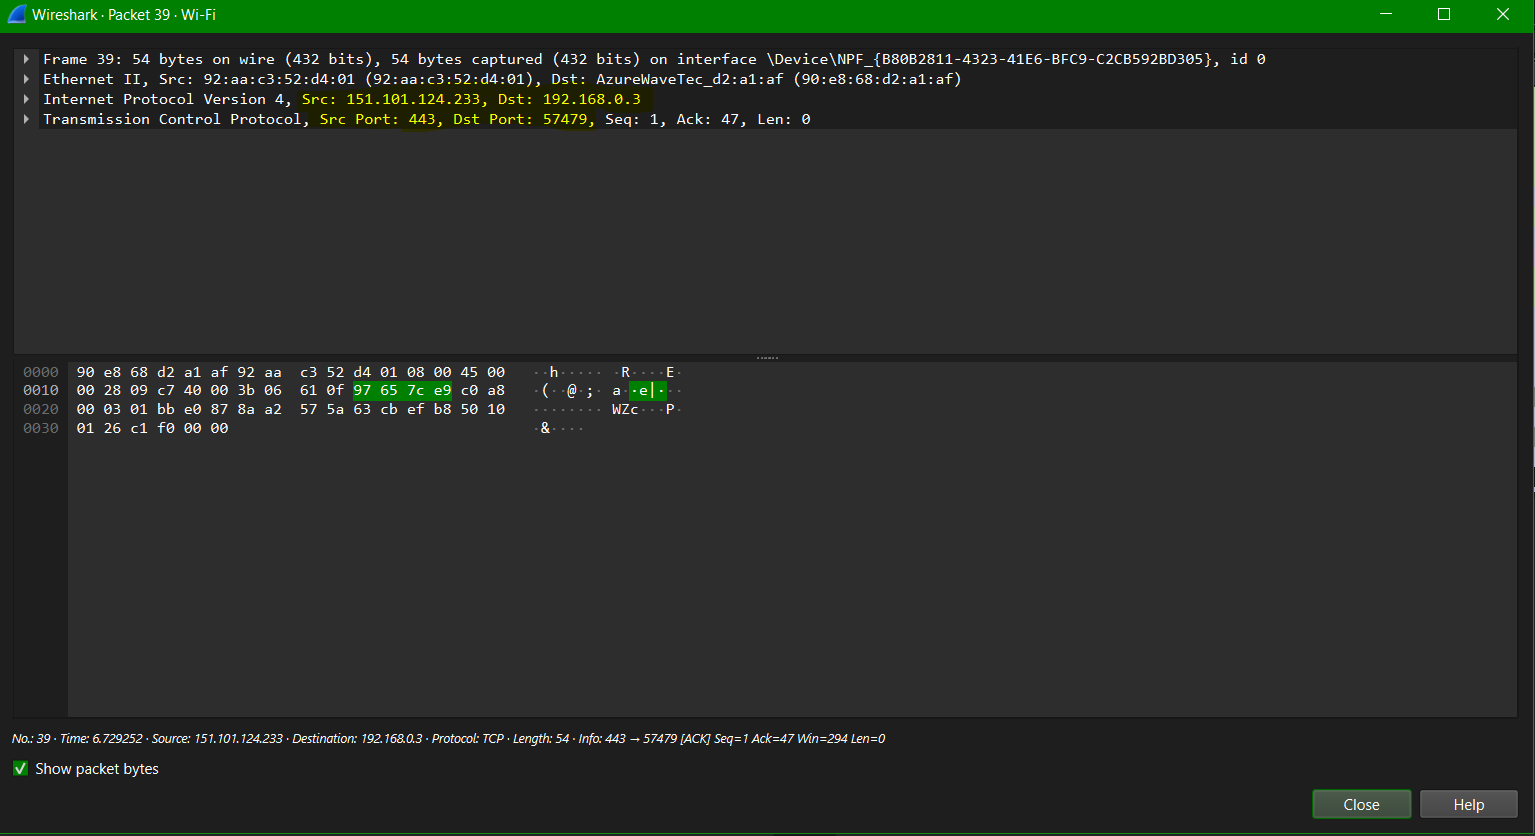 Wireshark · Packet 39 · Wi-Fi
Frame 39: 54 bytes on wire (432 bits), 54 bytes captured (432 bits) on interface \Device\NPF_{B80B2811-4323-41E6-BFC9-C2CB592BD305}, id 0
Ethernet II, Src: 92:aa:c3:52:d4:01 (92:aa:c3:52:d4:01), Dst: AzureWaveTec_d2:a1:af (90:e8:68:d2:a1:af)
Internet Protocol Version 4, Src: 151.101.124.233, Dst: 192.168.0.3
Transmission Control Protocol, Src Port: 443, Dst Port: 57479, Seq: 1, Ack: 47, Len: 0
0000 90 e8 68 d2 a1 af 92 aa c3 52 d4 01 08 00 45 00 ··h····· ·R····E·
0010 00 28 09 c7 40 00 3b 06 61 0f 97 65 7c e9 c0 a8 ·(··@·;· a··e|···
0020 00 03 01 bb e0 87 8a a2 57 5a 63 cb ef b8 50 10 ········ WZc···P·
0030 01 26 c1 f0 00 00 ·&····
No.: 39 · Time: 6.729252 · Source: 151.101.124.233 · Destination: 192.168.0.3 · Protocol: TCP · Length: 54 · Info: 443 → 57479 [ACK] Seq=1 Ack=47 Win=294 Len=0
Show packet bytes
Close Help